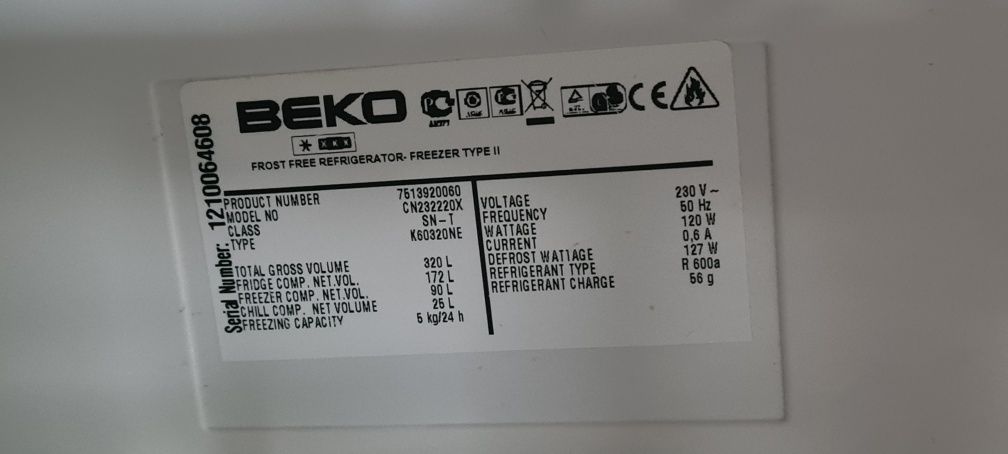 BEKO
FROST FREE REFRIGERATOR- FREEZER TYPE II
Serial Number: 1210064608
PRODUCT NUMBER 7513920060
MODEL NO CN232220X
CLASS SN-T
TYPE K60320NE
TOTAL GROSS VOLUME 320 L
FRIDGE COMP. NET.VOL. 172 L
FREEZER COMP. NET.VOL. 90 L
CHILL COMP. NET VOLUME 25 L
FREEZING CAPACITY 5 kg/24 h
VOLTAGE 230 V~
FREQUENCY 50 Hz
WATTAGE 120 W
CURRENT 0,6 A
DEFROST WATTAGE 127 W
REFRIGERANT TYPE R 600a
REFRIGERANT CHARGE 56 g